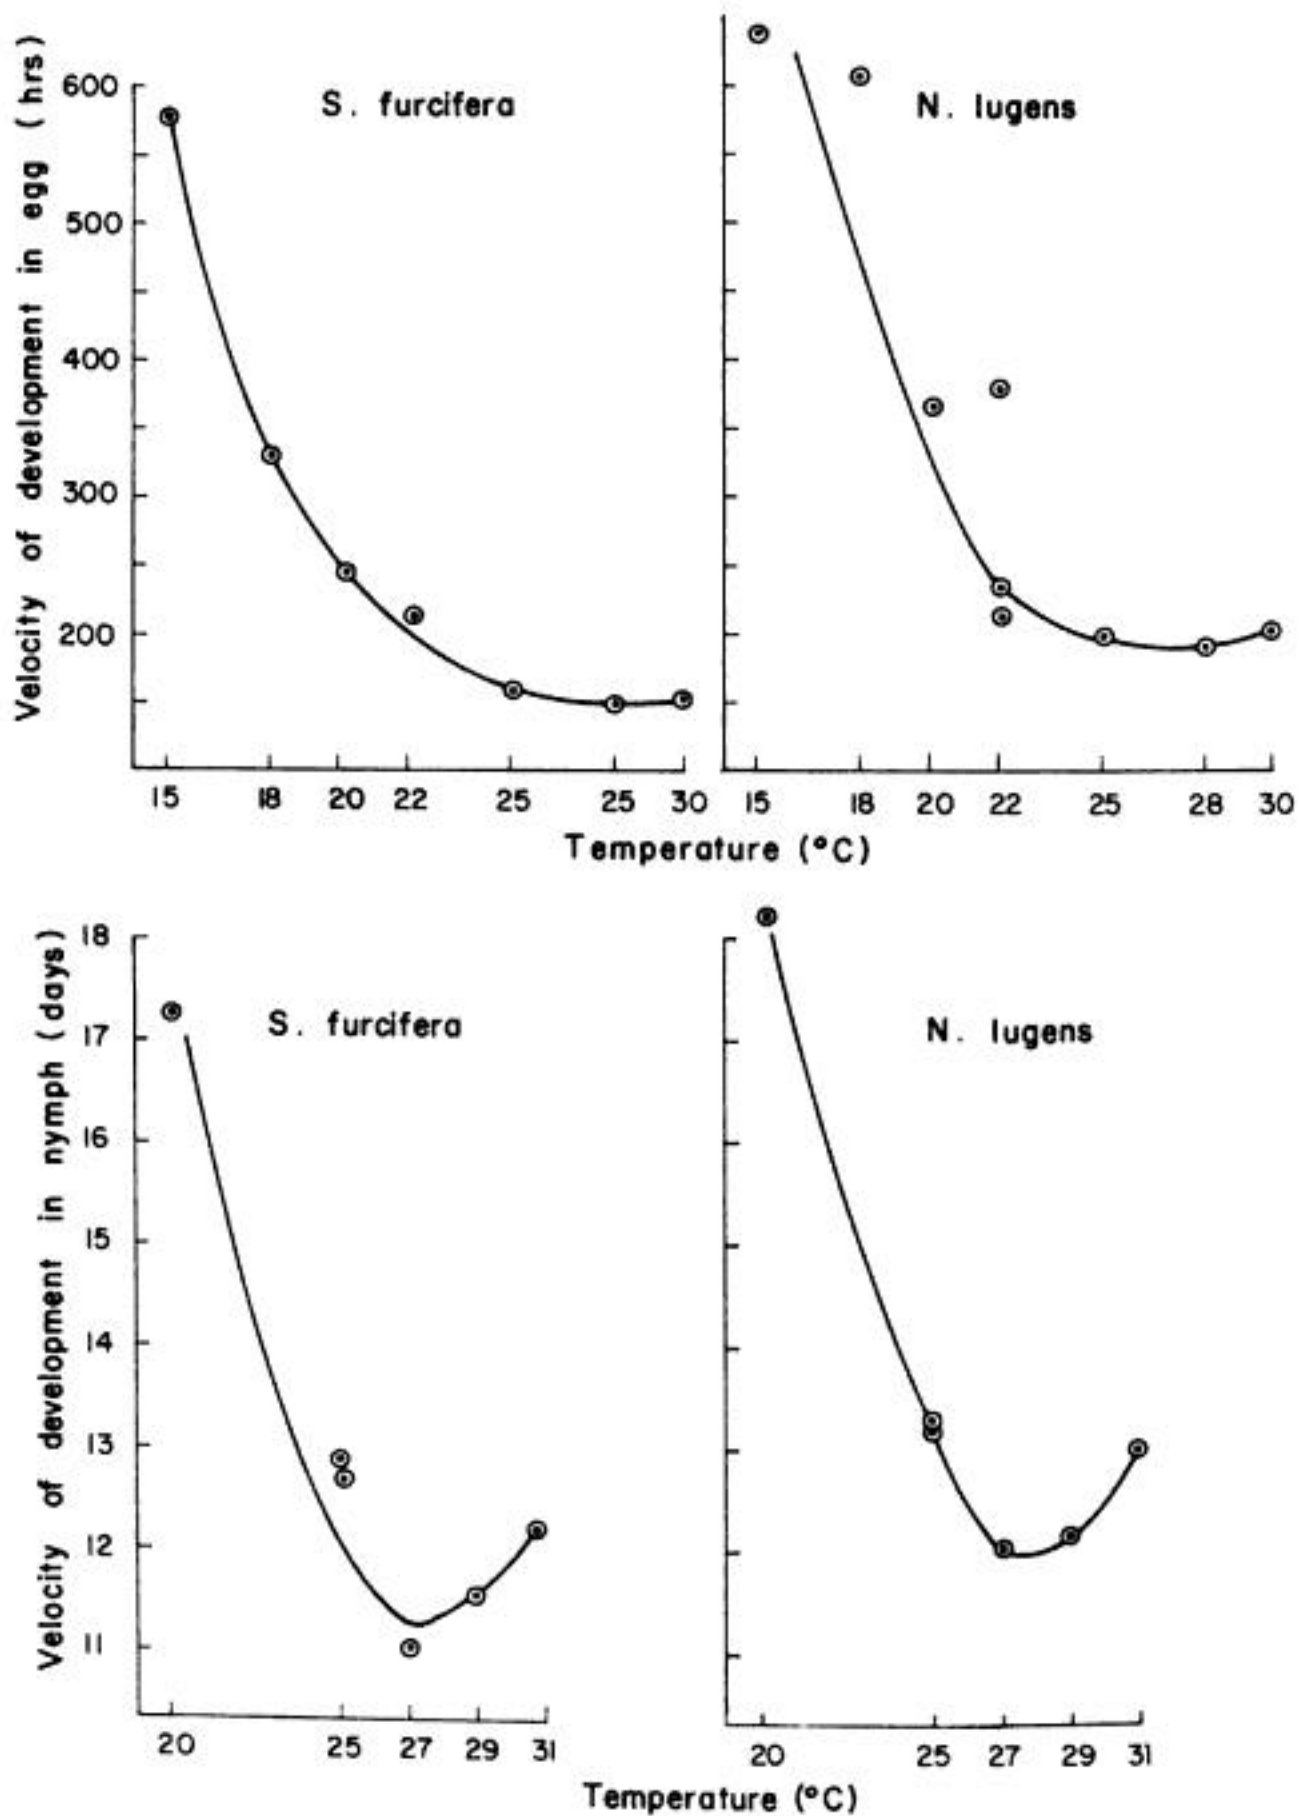 Velocity of development in egg (hrs)
600
500
400
300
200
S. furcifera
N. lugens
15 18 20 22 25 25 30
15 18 20 22 25 28 30
Temperature (°C)
Velocity of development in nymph (days)
18
17
16
15
14
13
12
11
S. furcifera
N. lugens
20 25 27 29 31
20 25 27 29 31
Temperature (°C)